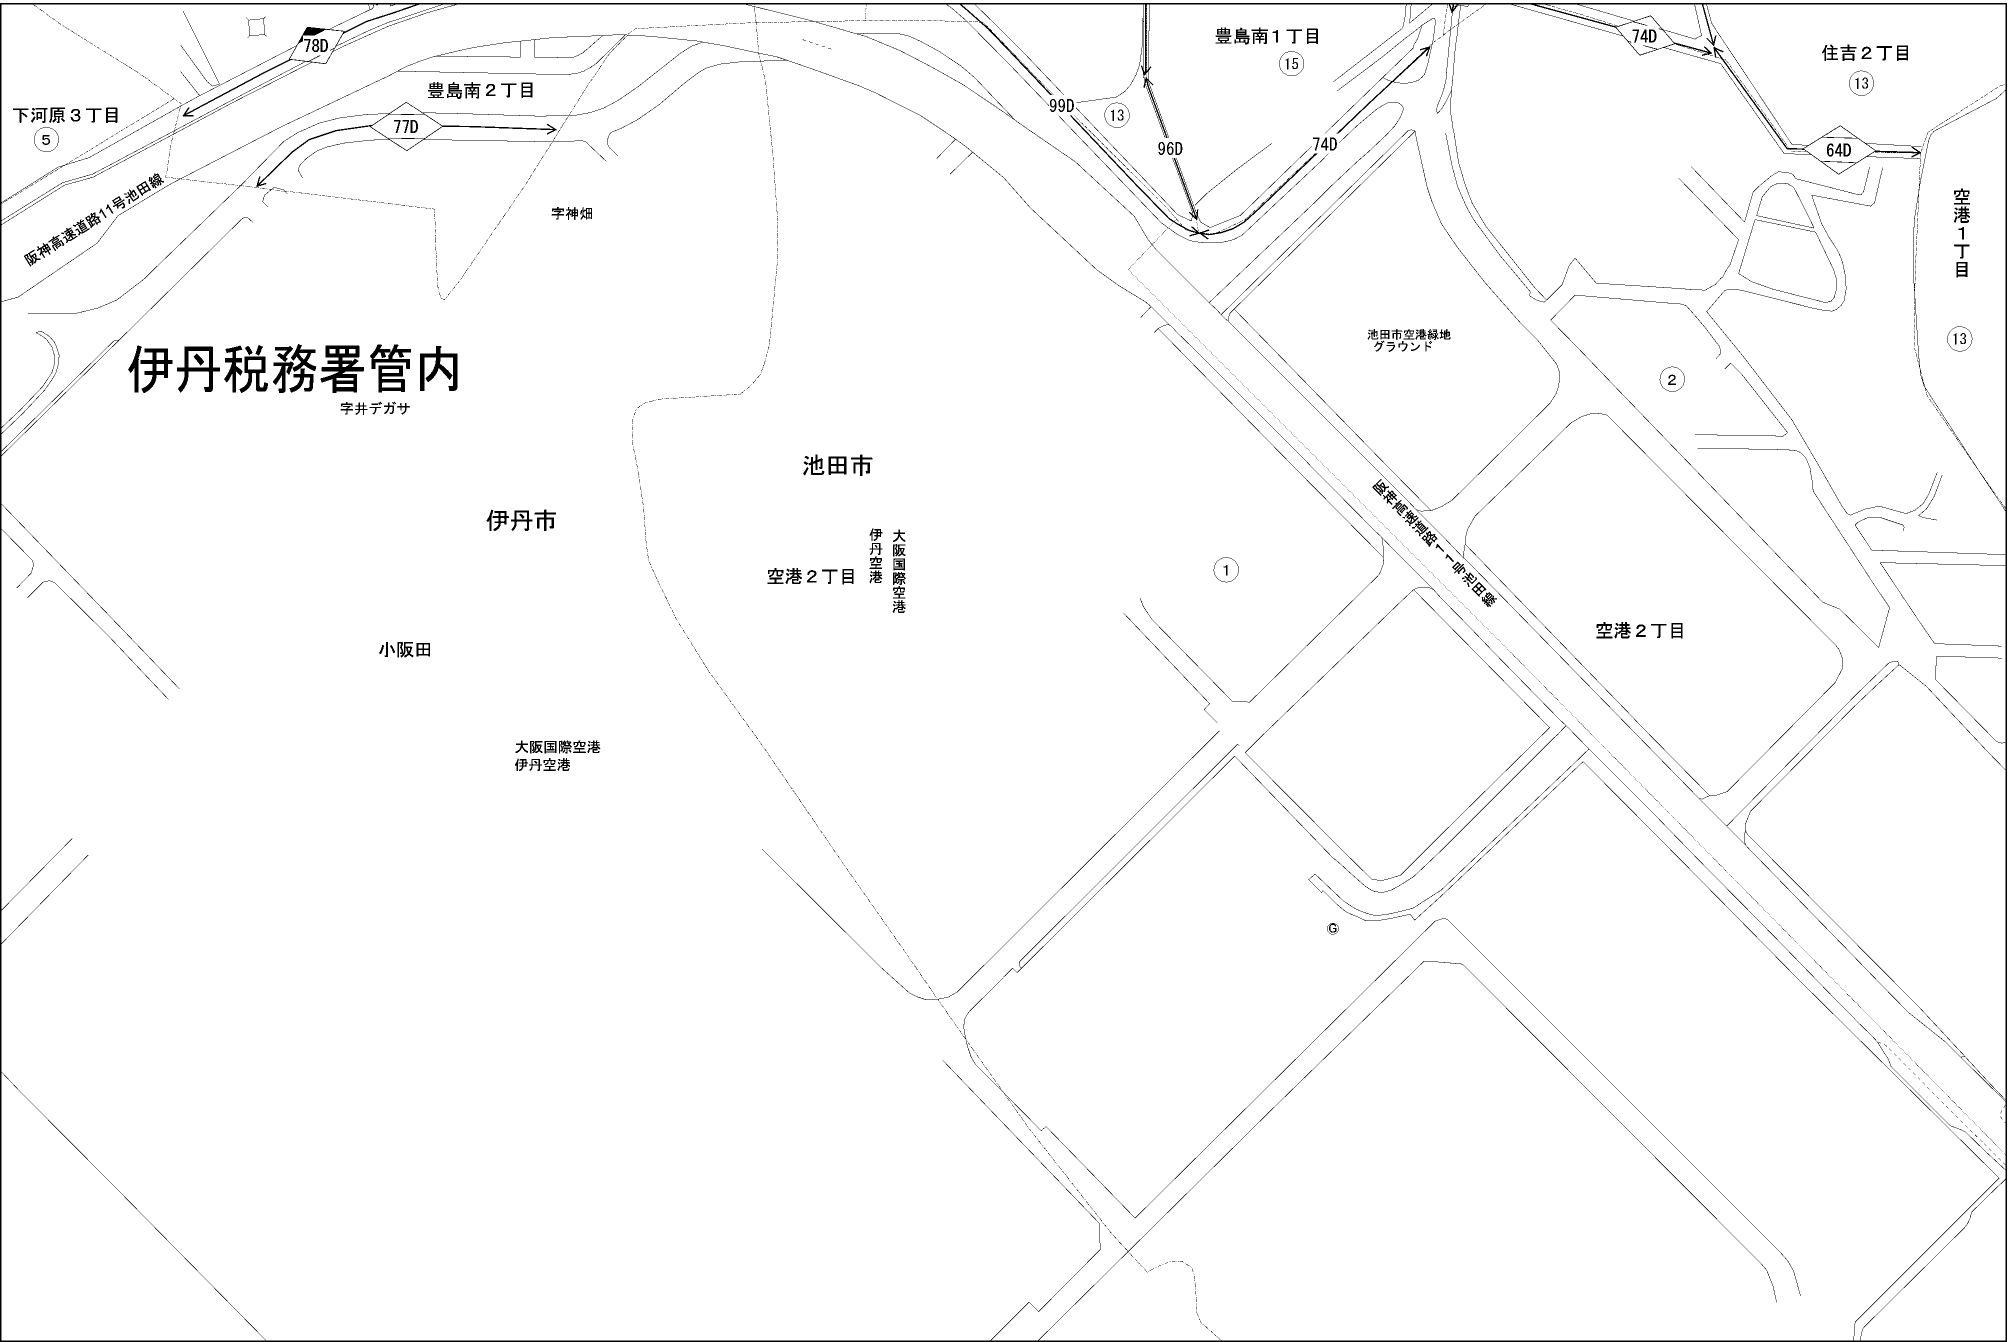 78D
豊島南1丁目
15
74D
住吉2丁目
13
下河原3丁目
5
豊島南2丁目
77D
99D
13
96D
74D
64D
阪神高速道路11号池田線
字神畑
空港1丁目
13
伊丹税務署管内
字井デガサ
池田市空港緑地
グラウンド
2
池田市
伊丹市
大阪国際空港
伊丹空港
空港2丁目
1
阪神高速道路11号池田線
空港2丁目
小阪田
大阪国際空港
伊丹空港
G